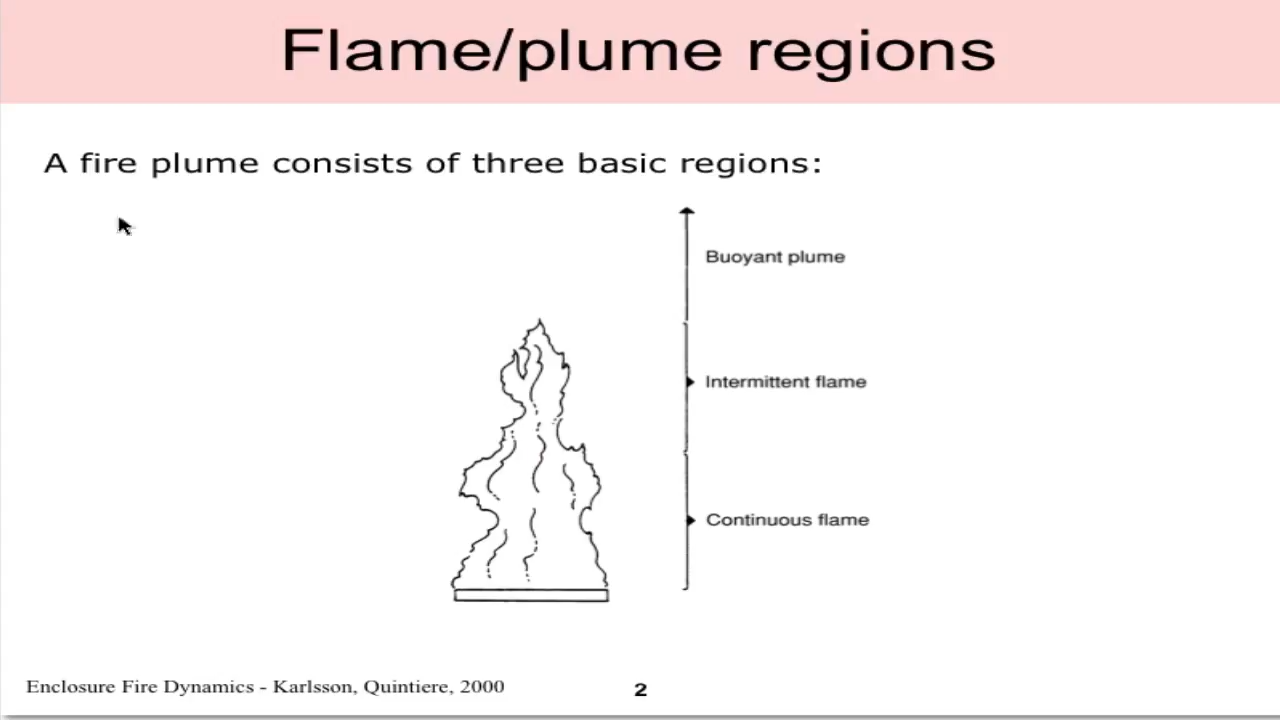 Flame/plume regions
A fire plume consists of three basic regions:
Buoyant plume
Intermittent flame
Continuous flame
Enclosure Fire Dynamics - Karlsson, Quintiere, 2000
2